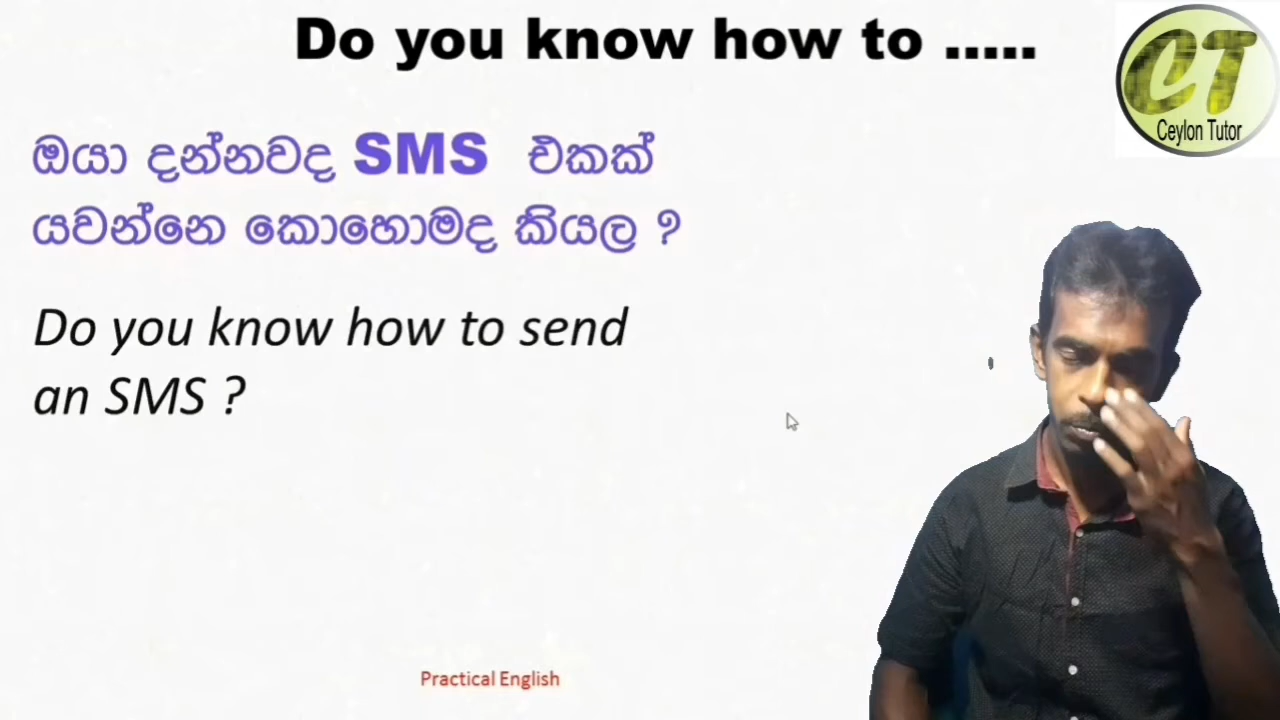 Do you know how to .....
CT
Ceylon Tutor
ඔයා දන්නවද SMS එකක්
යවන්නෙ කොහොමද කියල ?
Do you know how to send
an SMS ?
Practical English